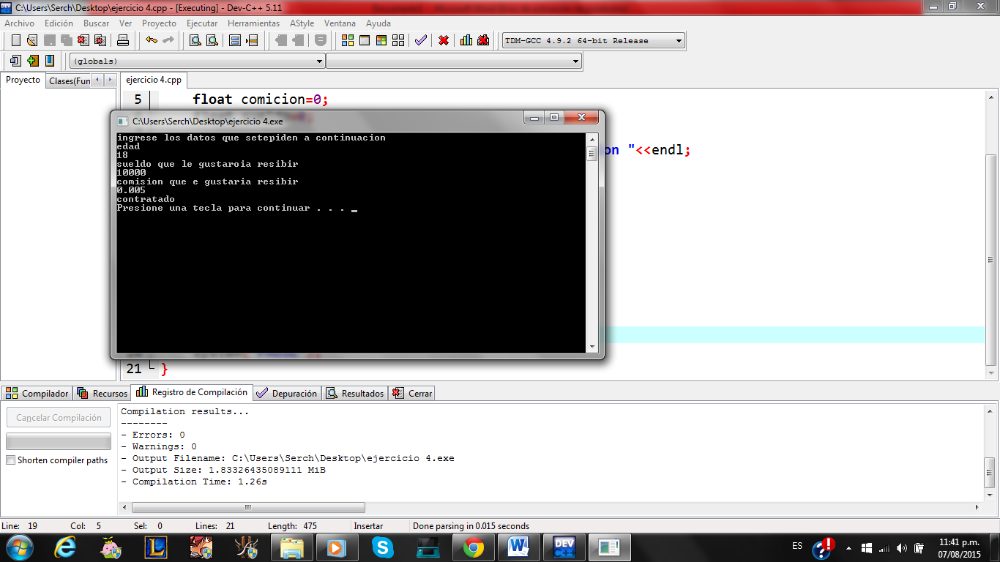 C:\Users\Serch\Desktop\ejercicio 4.cpp - [Executing] - Dev-C++ 5.11
Archivo Edición Buscar Ver Proyecto Ejecutar Herramientas AStyle Ventana Ayuda
TDM-GCC 4.9.2 64-bit Release
(globals)
Proyecto Clases(Fun
ejercicio 4.cpp
5 float comicion=0;
C:\Users\Serch\Desktop\ejercicio 4.exe
ingrese los datos que setepiden a continuacion
edad
18
on "<<endl;
sueldo que le gustaroia resibir
10000
comision que e gustaria resibir
0.005
contratado
Presione una tecla para continuar . . . _
21 }
Compilador Recursos Registro de Compilación Depuración Resultados Cerrar
Cancelar Compilación
Shorten compiler paths
Compilation results...
--------
- Errors: 0
- Warnings: 0
- Output Filename: C:\Users\Serch\Desktop\ejercicio 4.exe
- Output Size: 1.83326435089111 MiB
- Compilation Time: 1.26s
Line: 19 Col: 5 Sel: 0 Lines: 21 Length: 475 Insertar Done parsing in 0.015 seconds
ES
11:41 p.m.
07/08/2015